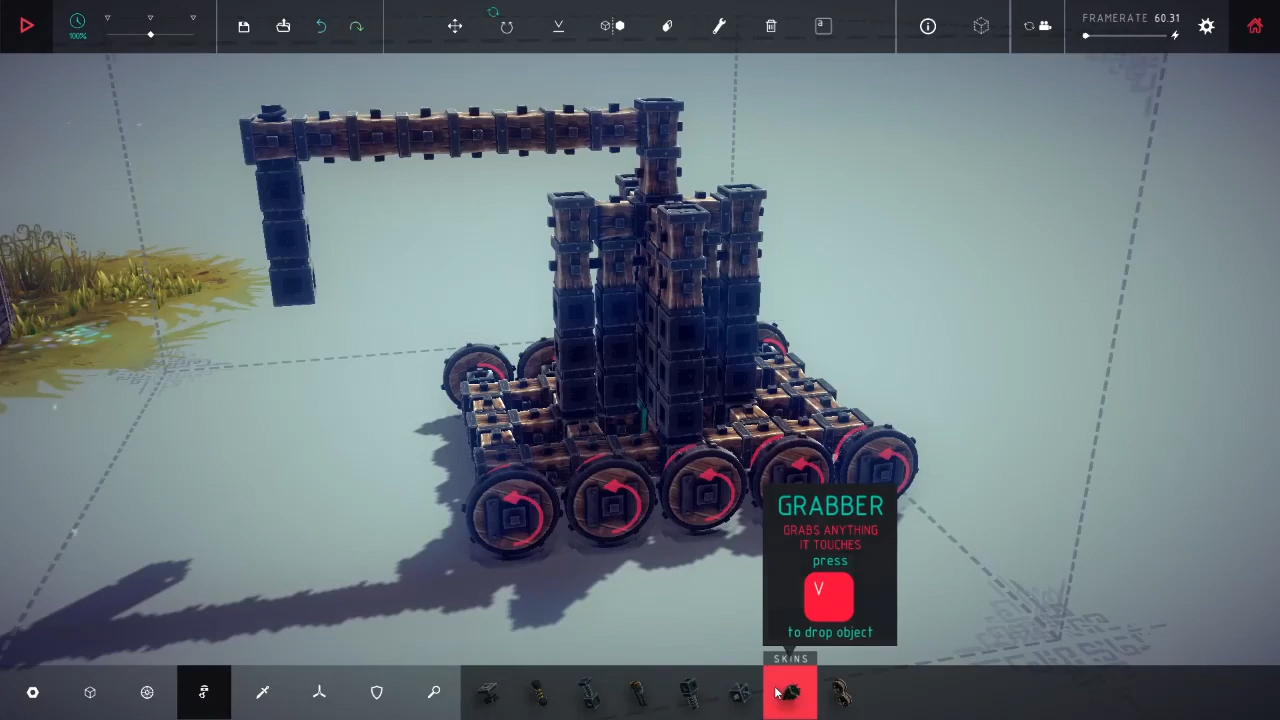 100%
a
FRAMERATE 60.31
GRABBER
GRABS ANYTHING
IT TOUCHES
press
V
to drop object
SKINS